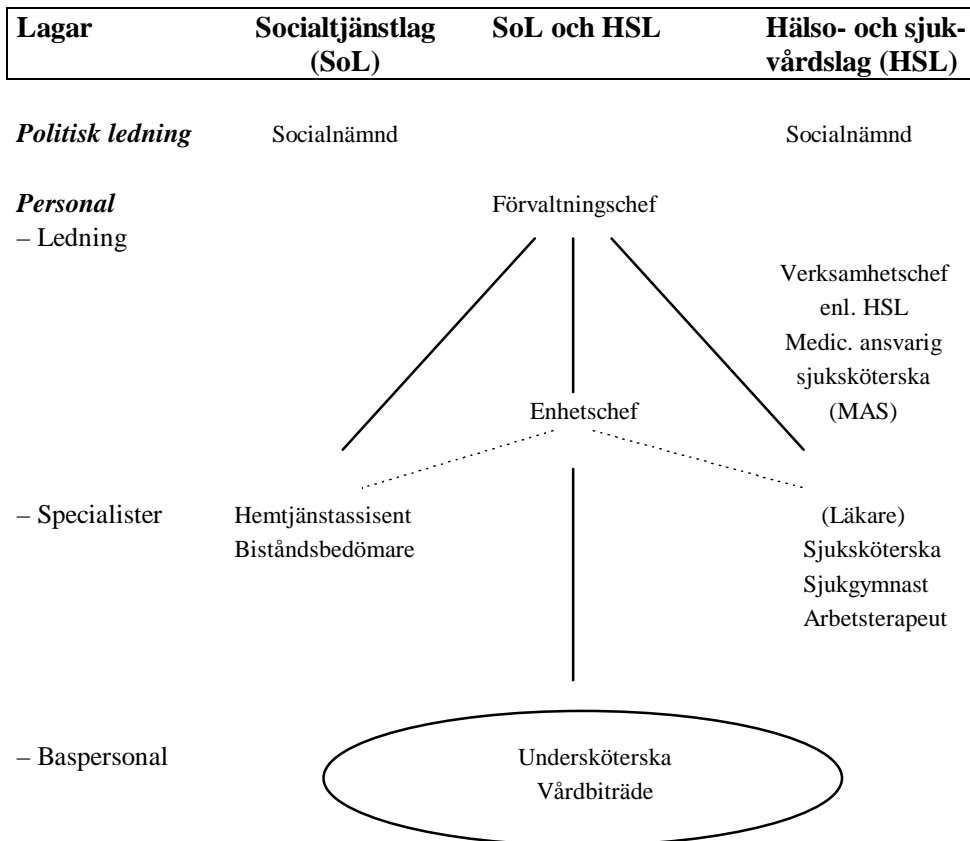 Lagar Socialtjänstlag SoL och HSL Hälso- och sjuk-
(SoL) vårdslag (HSL)
Politisk ledning Socialnämnd Socialnämnd
Personal Förvaltningschef
– Ledning
Verksamhetschef
enl. HSL
Medic. ansvarig
sjuksköterska
Enhetschef (MAS)
– Specialister Hemtjänstassisent (Läkare)
Biståndsbedömare Sjuksköterska
Sjukgymnast
Arbetsterapeut
– Baspersonal Undersköterska
Vårdbiträde